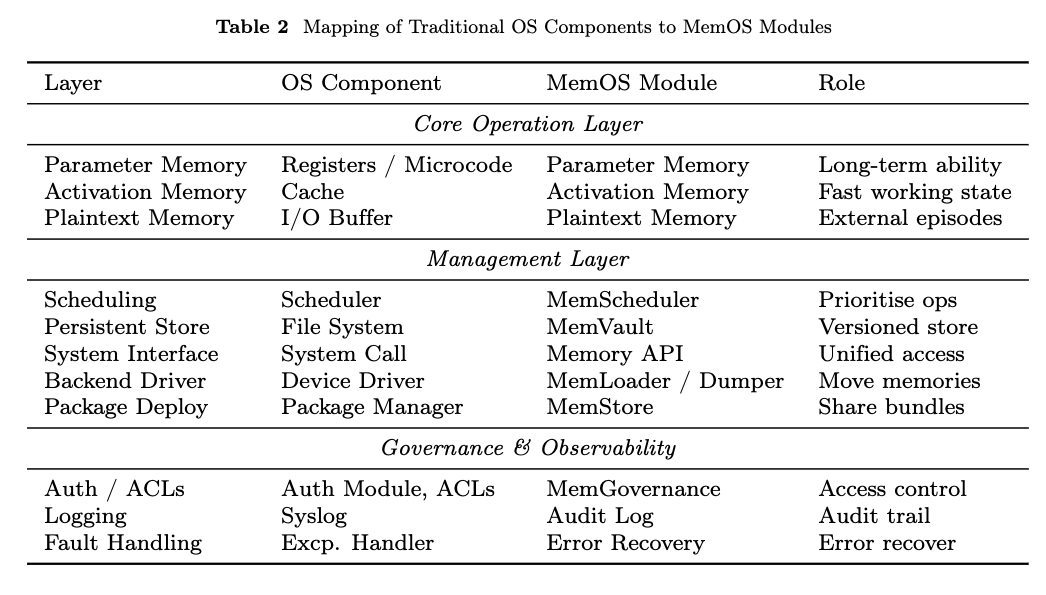 Table 2 Mapping of Traditional OS Components to MemOS Modules
Layer OS Component MemOS Module Role
Core Operation Layer
Parameter Memory Registers / Microcode Parameter Memory Long-term ability
Activation Memory Cache Activation Memory Fast working state
Plaintext Memory I/O Buffer Plaintext Memory External episodes
Management Layer
Scheduling Scheduler MemScheduler Prioritise ops
Persistent Store File System MemVault Versioned store
System Interface System Call Memory API Unified access
Backend Driver Device Driver MemLoader / Dumper Move memories
Package Deploy Package Manager MemStore Share bundles
Governance & Observability
Auth / ACLs Auth Module, ACLs MemGovernance Access control
Logging Syslog Audit Log Audit trail
Fault Handling Excp. Handler Error Recovery Error recover